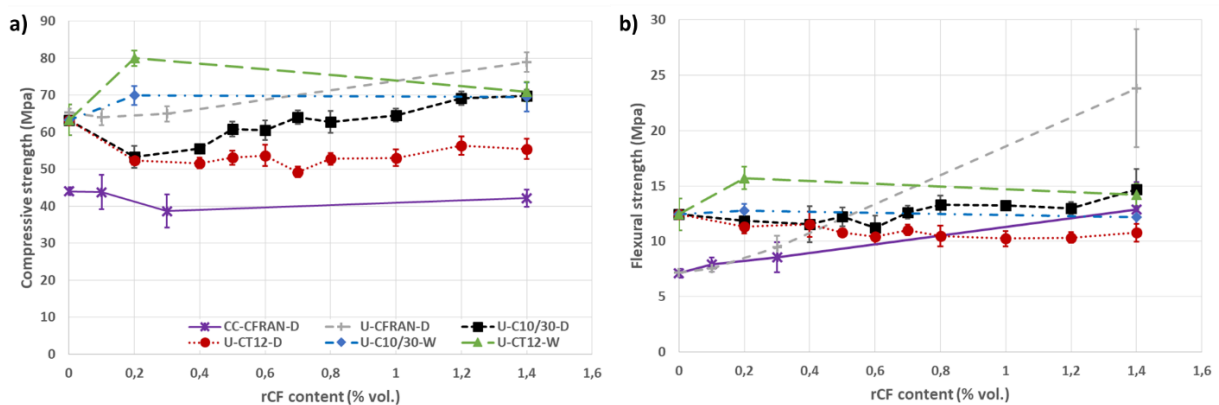 a)
Compressive strength (Mpa)
90
80
70
60
50
40
30
20
10
0
CC-CFRAN-D
U-CFRAN-D
U-C10/30-D
U-CT12-D
U-C10/30-W
U-CT12-W
0 0,2 0,4 0,6 0,8 1 1,2 1,4 1,6
rCF content (% vol.)
b)
Flexural strength (Mpa)
30
25
20
15
10
5
0
0 0,2 0,4 0,6 0,8 1 1,2 1,4 1,6
rCF content (% vol.)